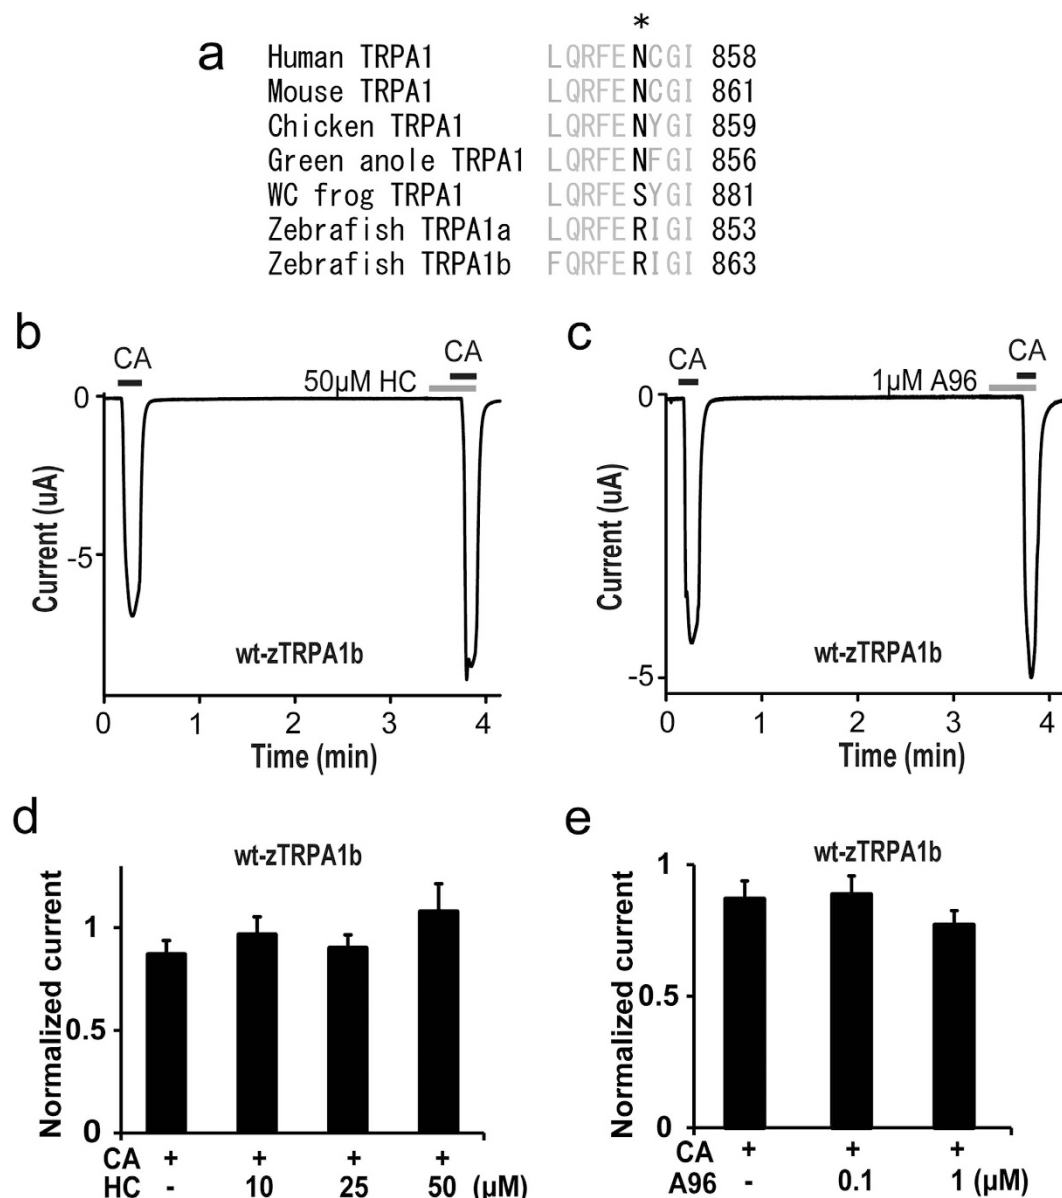 *
a
Human TRPA1 LQRFENCGI 858
Mouse TRPA1 LQRFENCGI 861
Chicken TRPA1 LQRFENYGI 859
Green anole TRPA1 LQRFENFGI 856
WC frog TRPA1 LQRFESYGI 881
Zebrafish TRPA1a LQRFERIGI 853
Zebrafish TRPA1b FQRFERIGI 863
b
CA
CA
50µM HC
0
-5
Current (uA)
wt-zTRPA1b
0 1 2 3 4
Time (min)
c
CA
CA
1µM A96
0
-5
Current (uA)
wt-zTRPA1b
0 1 2 3 4
Time (min)
d
wt-zTRPA1b
Normalized current
1
0.5
0
CA + + + +
HC - 10 25 50 (µM)
e
wt-zTRPA1b
Normalized current
1
0.5
0
CA + + +
A96 - 0.1 1 (µM)